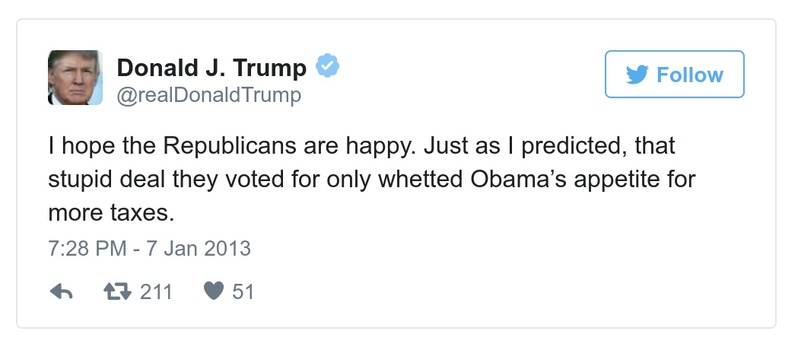 Donald J. Trump
@realDonaldTrump
Follow
I hope the Republicans are happy. Just as I predicted, that
stupid deal they voted for only whetted Obama’s appetite for
more taxes.
7:28 PM - 7 Jan 2013
211 51